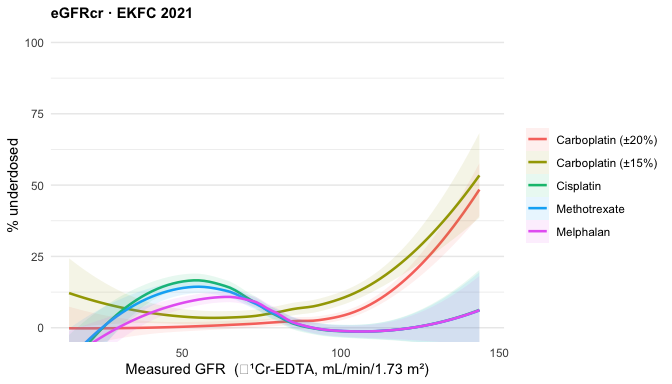 eGFRcr · EKFC 2021
100
75
50
25
0
% underdosed
50
100
150
Measured GFR (□¹Cr-EDTA, mL/min/1.73 m²)
Carboplatin (±20%)
Carboplatin (±15%)
Cisplatin
Methotrexate
Melphalan